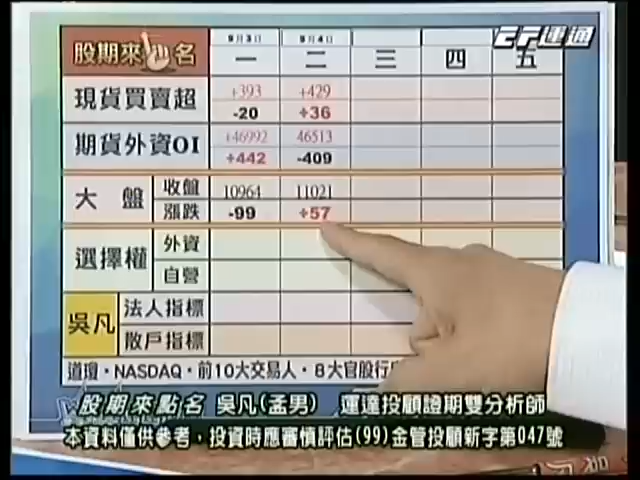 運通
9月3日 9月4日
股期來點名 一 二 三 四 五
現貨買賣超 +393 +429
-20 +36
期貨外資OI +46992 46513
+442 -409
大盤 收盤 10964 11021
漲跌 -99 +57
選擇權 外資
自營
吳凡 法人指標
散戶指標
道瓊・NASDAQ・前10大交易人・8大官股行
股期來點名 吳凡(孟男) 運達投顧證期雙分析師
本資料僅供參考，投資時應審慎評估(99)金管投顧新字第047號